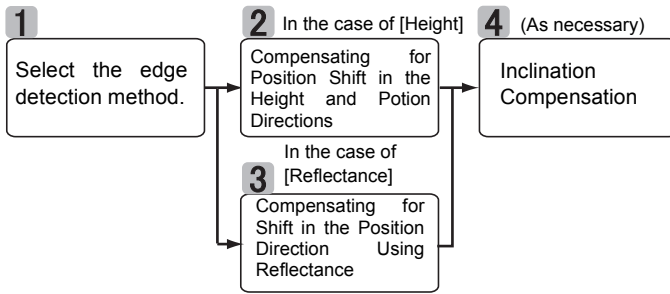 1
Select the edge
detection method.
2 In the case of [Height]
Compensating for
Position Shift in the
Height and Potion
Directions
In the case of
3 [Reflectance]
Compensating for
Shift in the Position
Direction Using
Reflectance
4 (As necessary)
Inclination
Compensation